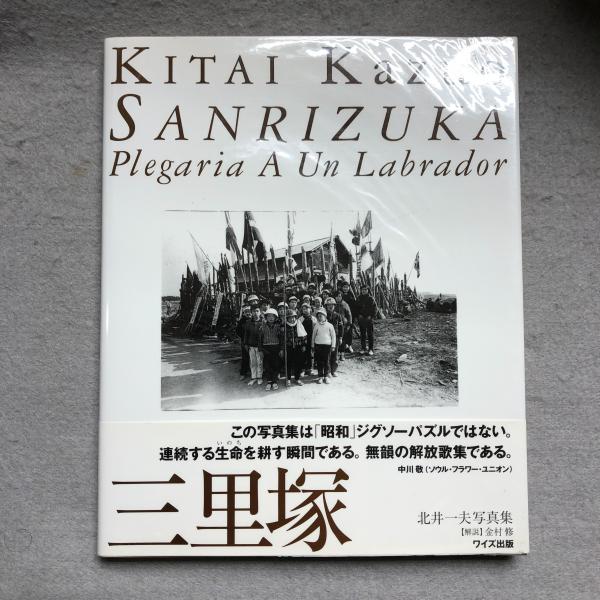 KITAI Kazuo
SANRIZUKA
Plegaria A Un Labrador
この写真集は「昭和」ジグソーパズルではない。
いのち
連続する生命を耕す瞬間である。無韻の解放歌集である。
中川 敬（ソウル・フラワー・ユニオン）
三里塚
北井一夫写真集
【解説】金村 修
ワイズ出版